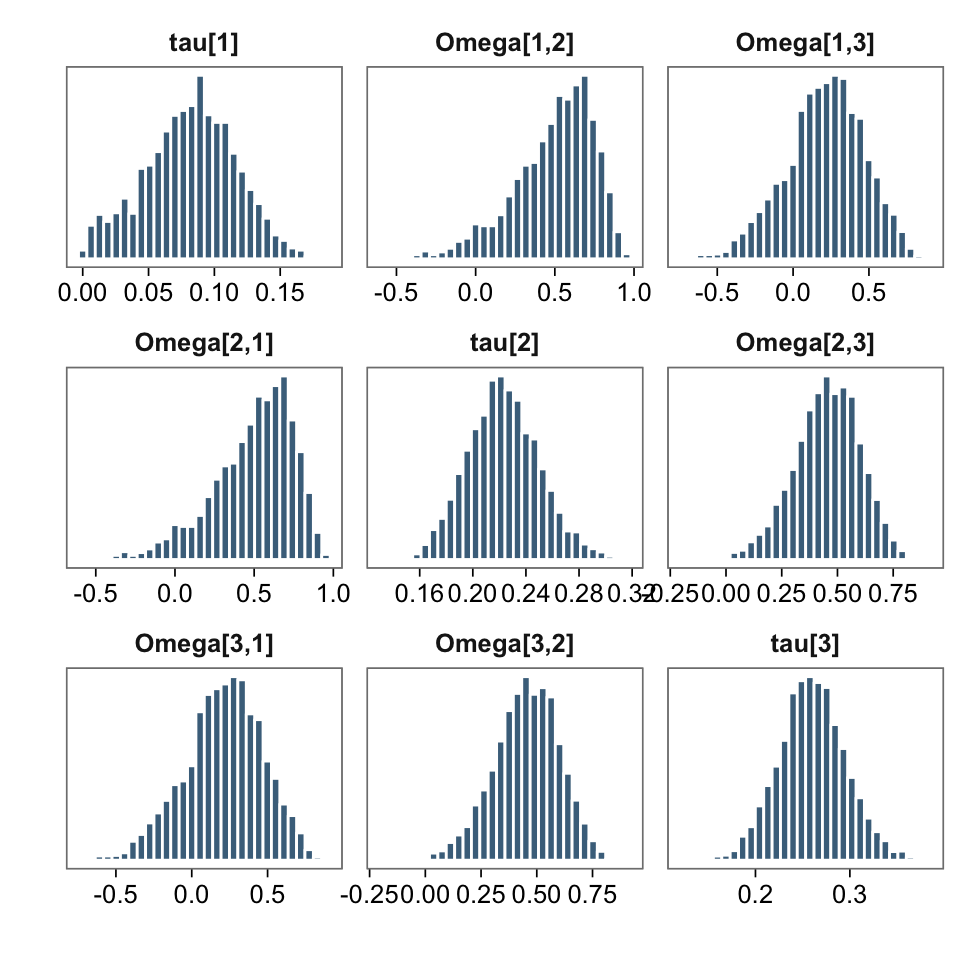 tau[1] Omega[1,2] Omega[1,3]
0.00 0.05 0.10 0.15 -0.5 0.0 0.5 1.0 -0.5 0.0 0.5
Omega[2,1] tau[2] Omega[2,3]
-0.5 0.0 0.5 1.0 0.16 0.20 0.24 0.28 0.32 -0.25 0.00 0.25 0.50 0.75
Omega[3,1] Omega[3,2] tau[3]
-0.5 0.0 0.5 -0.25 0.00 0.25 0.50 0.75 0.2 0.3